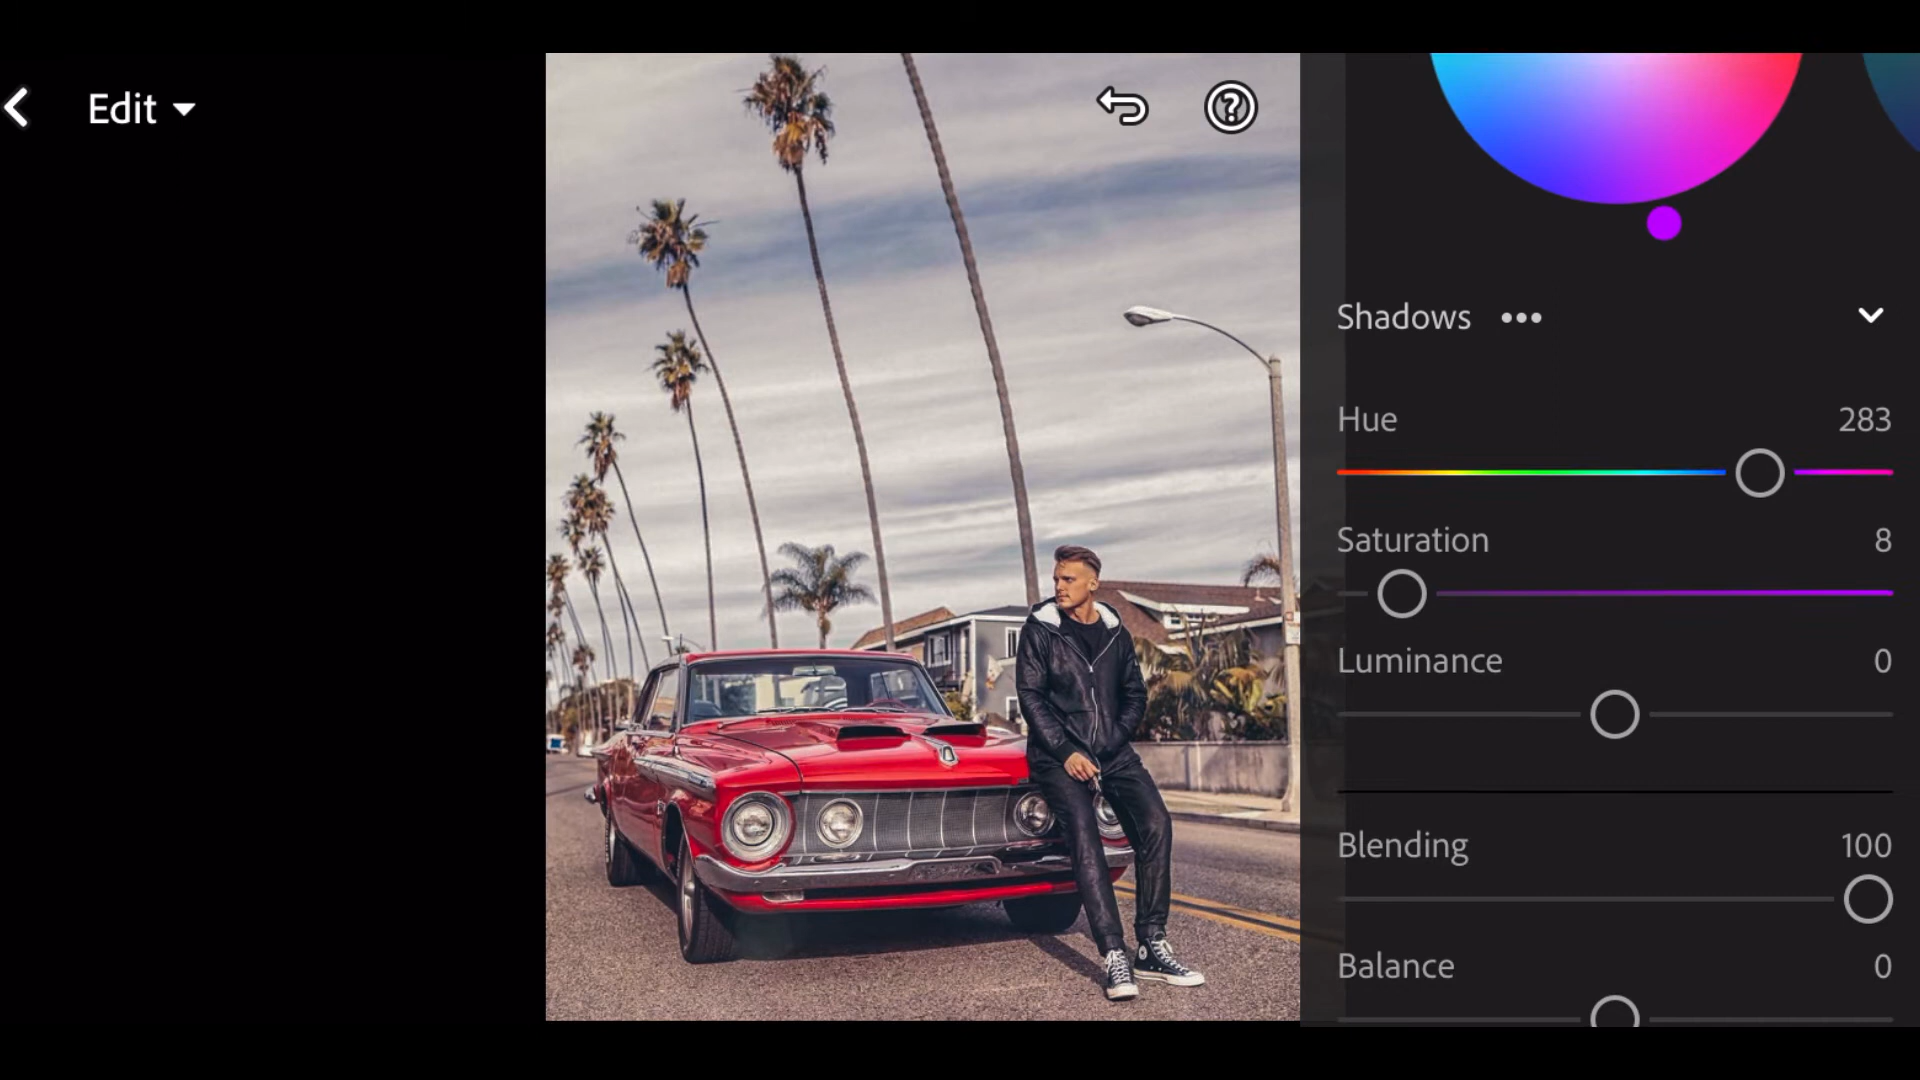 Edit
Shadows •••
Hue 283
Saturation 8
Luminance 0
Blending 100
Balance 0